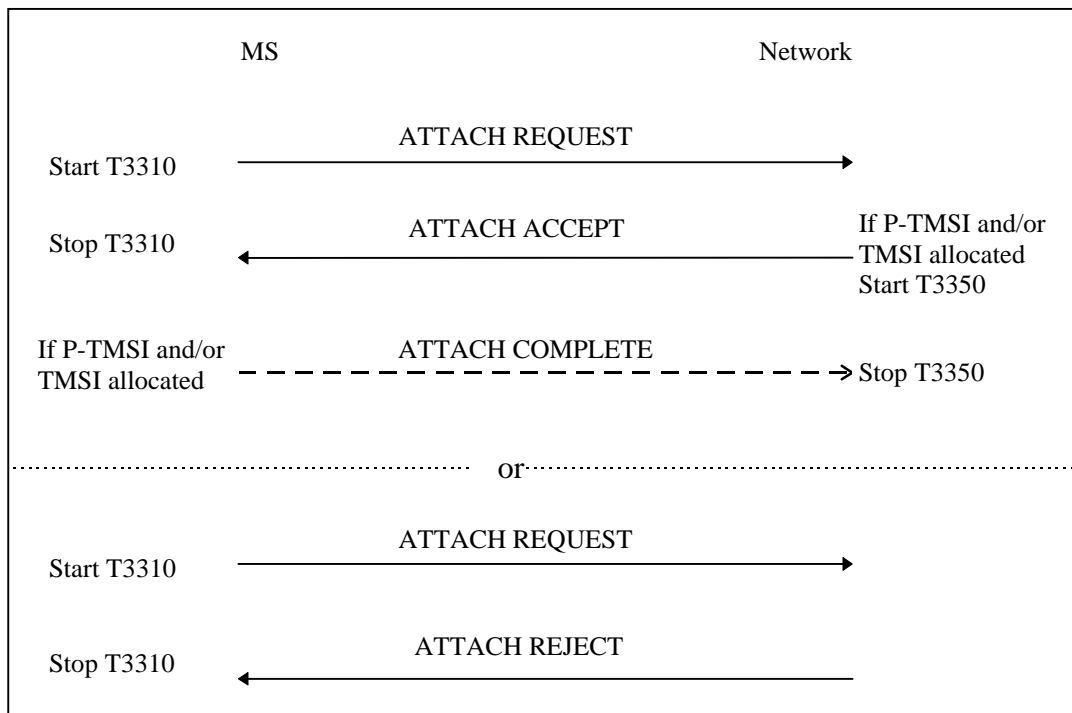 MS Network
ATTACH REQUEST
Start T3310
ATTACH ACCEPT
Stop T3310
If P-TMSI and/or
TMSI allocated
Start T3350
If P-TMSI and/or
TMSI allocated
ATTACH COMPLETE
Stop T3350
or
ATTACH REQUEST
Start T3310
ATTACH REJECT
Stop T3310